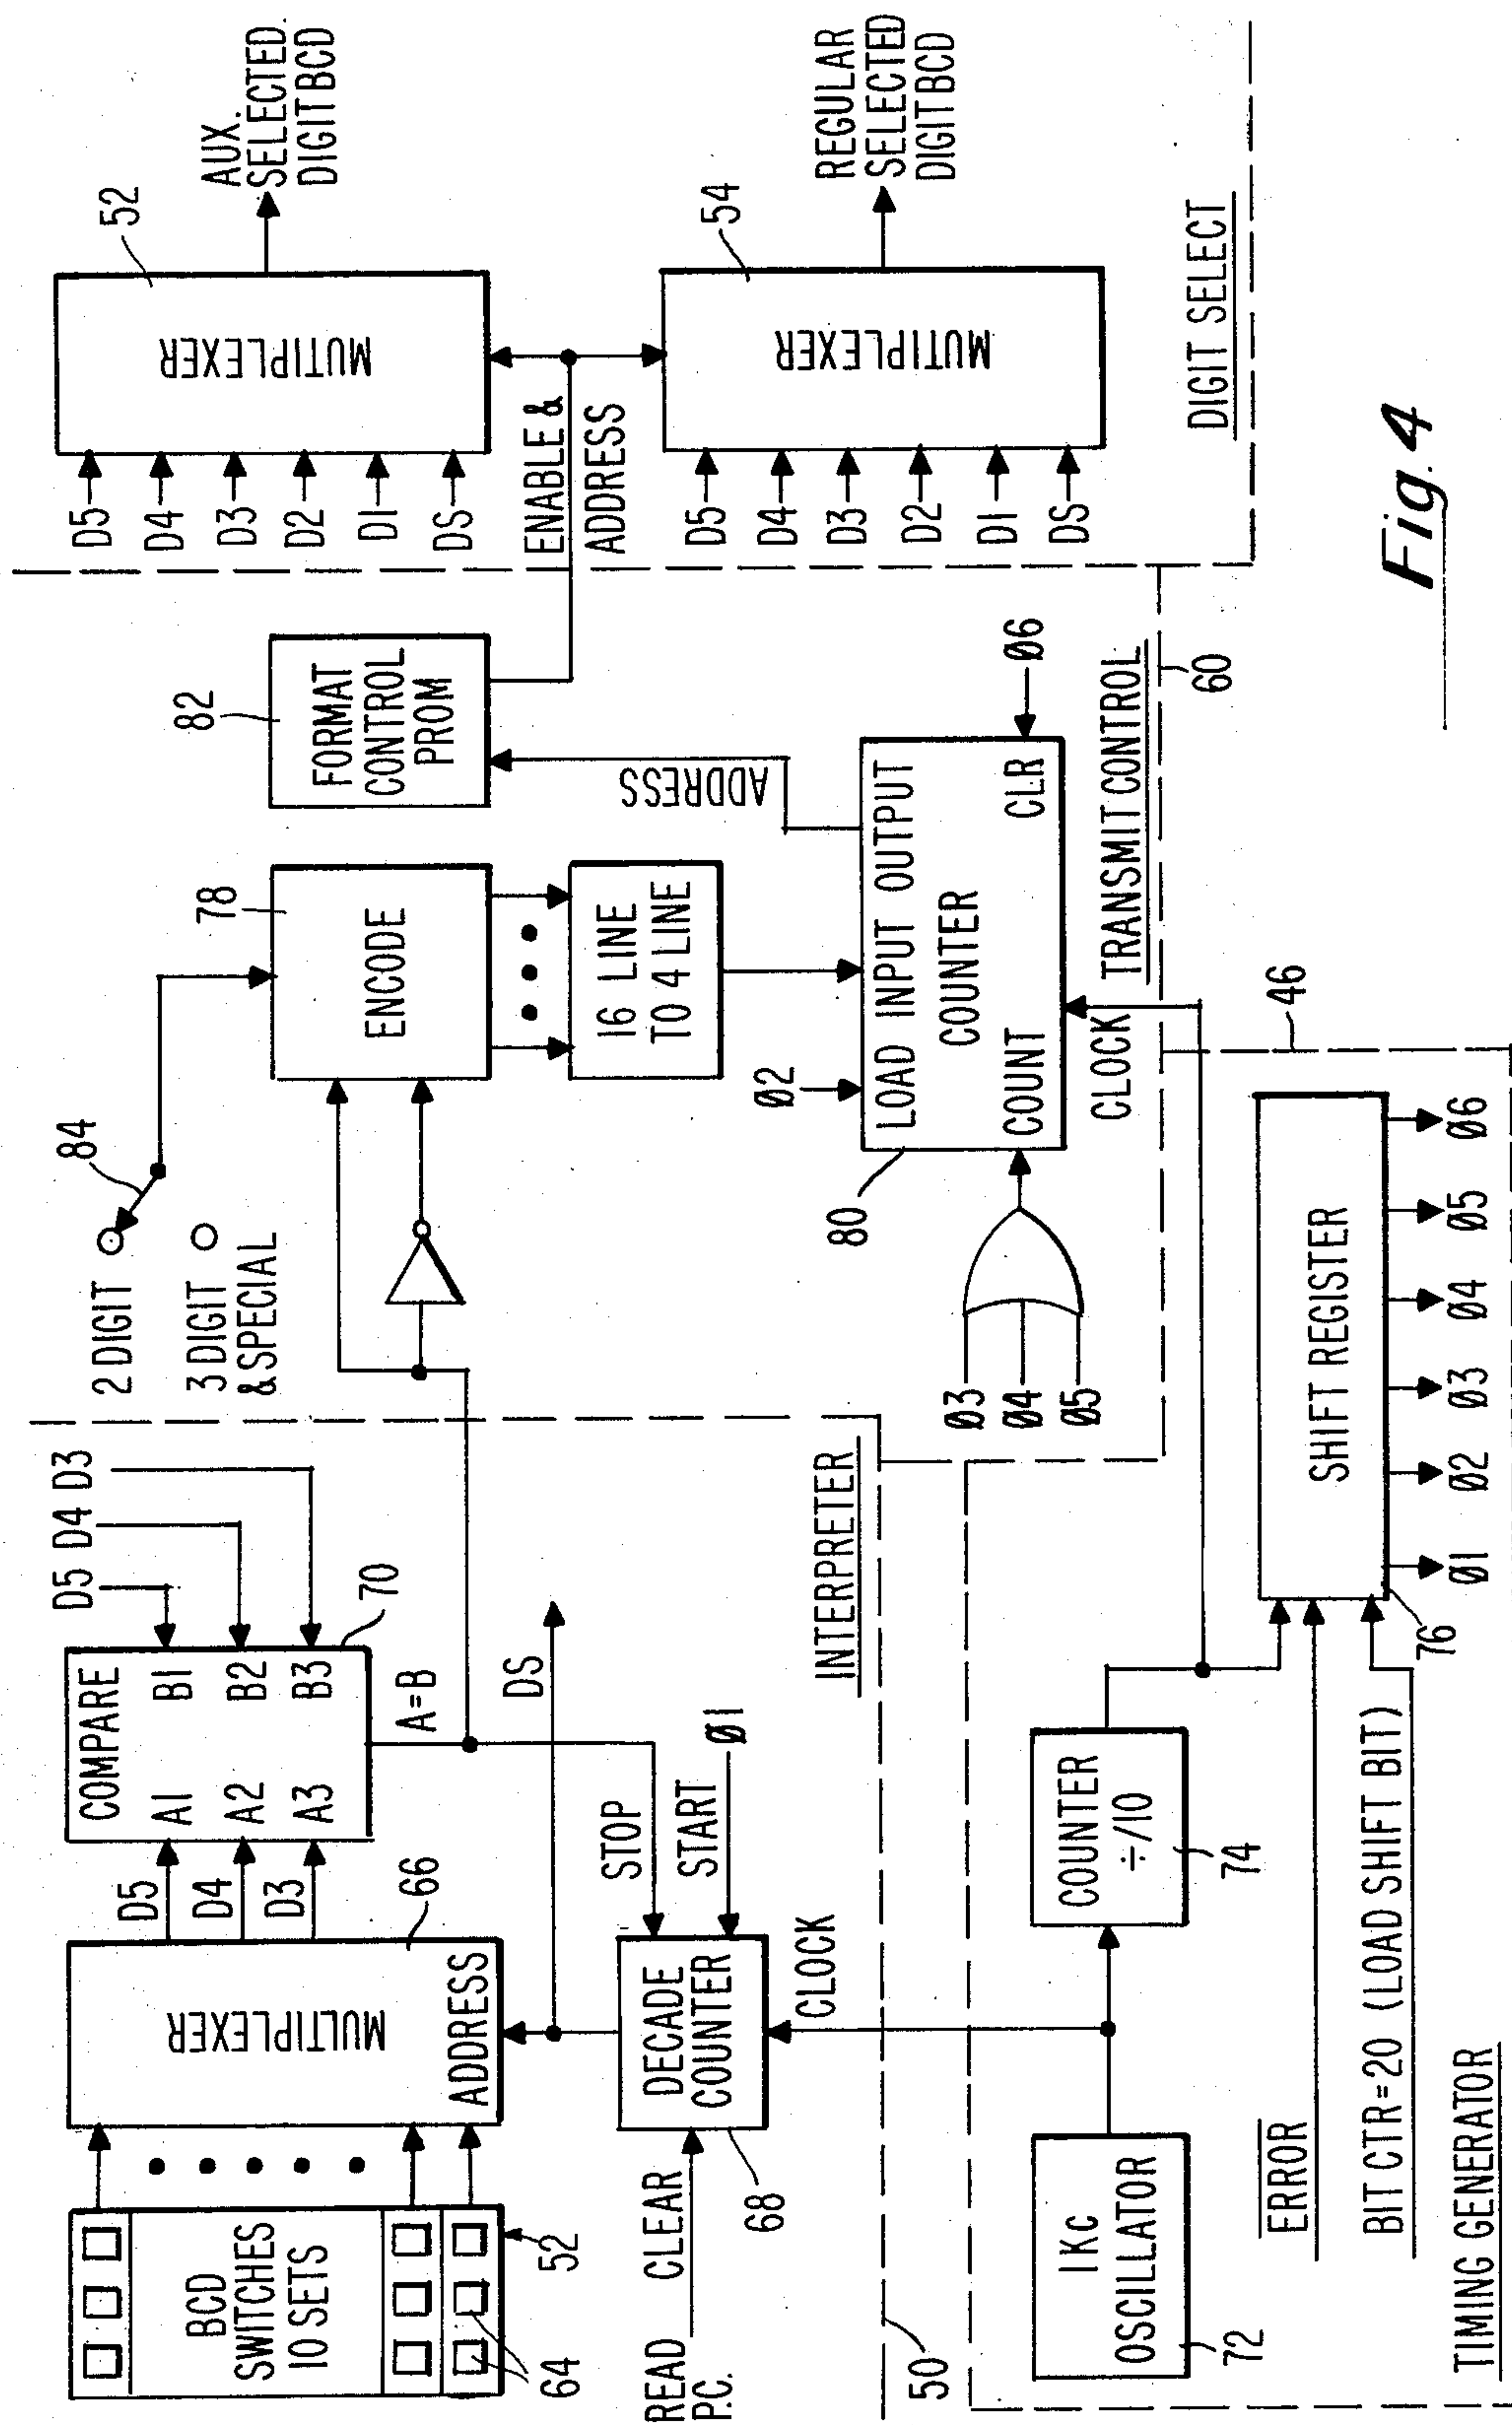 BCD
SWITCHES
10 SETS
64
52
MULTIPLEXER
ADDRESS
66
D5
D4
D3
COMPARE
A1 B1
A2 B2
A3 B3
D5
D4
D3
70
A=B
DS
STOP
START
Ø1
DECADE
COUNTER
68
READ CLEAR
P.C.
CLOCK
INTERPRETER
50
2 DIGIT
3 DIGIT
& SPECIAL
84
ENCODE
78
16 LINE
TO 4 LINE
Ø2
LOAD INPUT OUTPUT
COUNTER
COUNT CLR
80
Ø6
Ø3
Ø4
Ø5
CLOCK
ADDRESS
FORMAT
CONTROL
PROM
82
TRANSMIT CONTROL
60
ENABLE &
ADDRESS
D5
D4
D3
D2
D1
DS
MUTIPLEXER
52
AUX.
SELECTED
DIGIT BCD
D5
D4
D3
D2
D1
DS
MUTIPLEXER
54
REGULAR
SELECTED
DIGIT BCD
DIGIT SELECT
1Kc
OSCILLATOR
72
COUNTER
÷/10
74
ERROR
BIT CTR=20 (LOAD SHIFT BIT)
SHIFT REGISTER
76
46
Ø1 Ø2 Ø3 Ø4 Ø5 Ø6
TIMING GENERATOR
Fig. 4